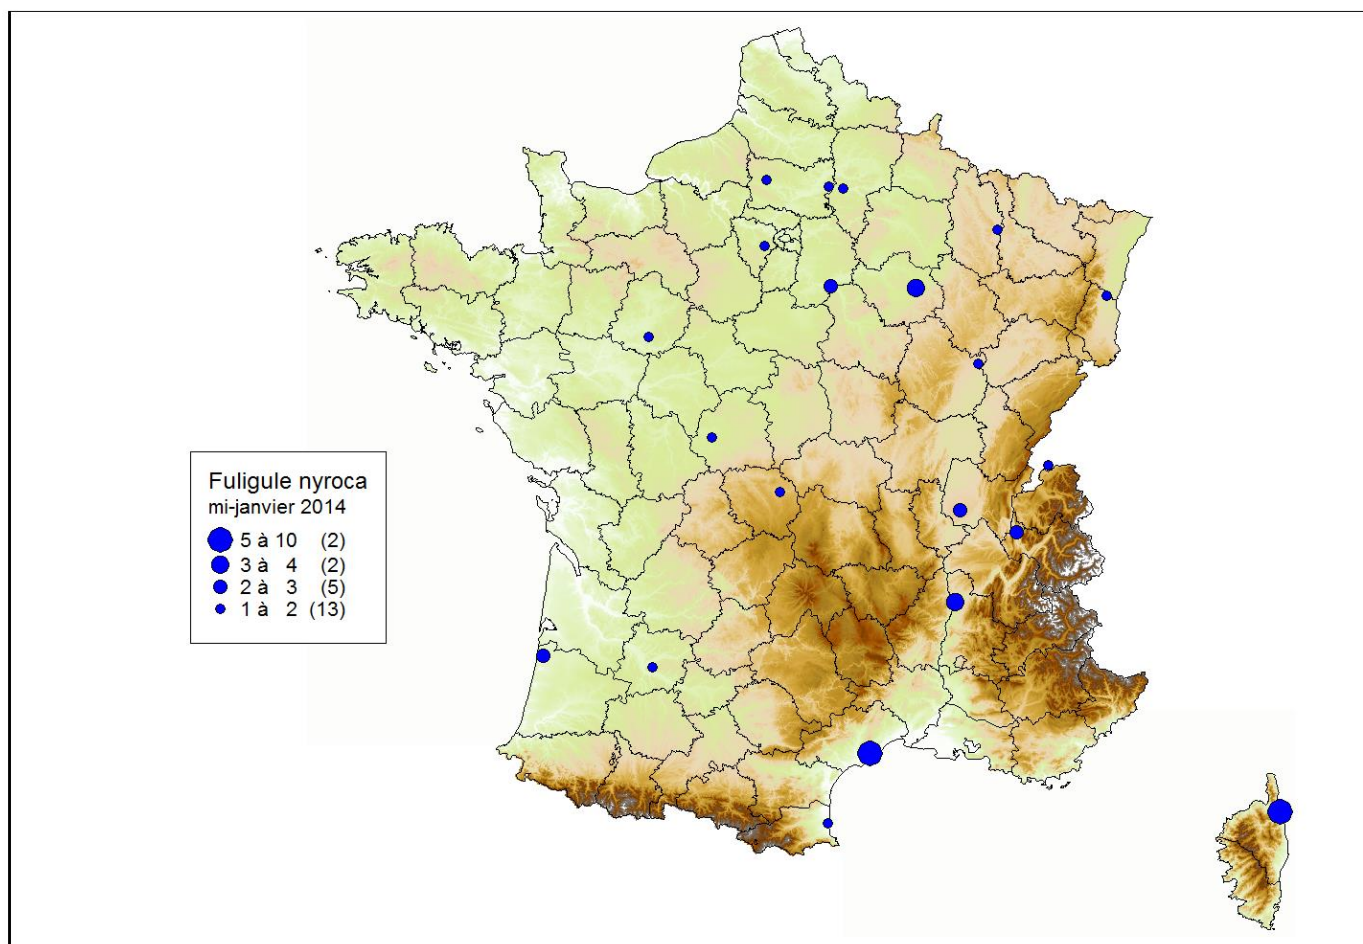 Fuligule nyroca
mi-janvier 2014
5 à 10 (2)
3 à 4 (2)
2 à 3 (5)
1 à 2 (13)